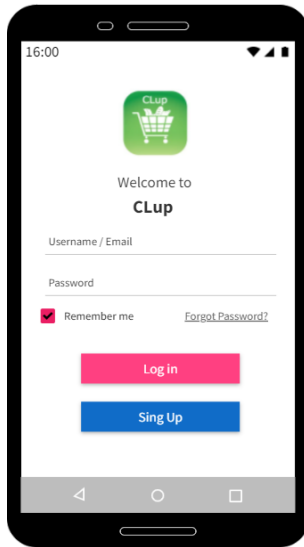 16:00
CLup
Welcome to
CLup
Username / Email
Password
Remember me
Forgot Password?
Log in
Sing Up